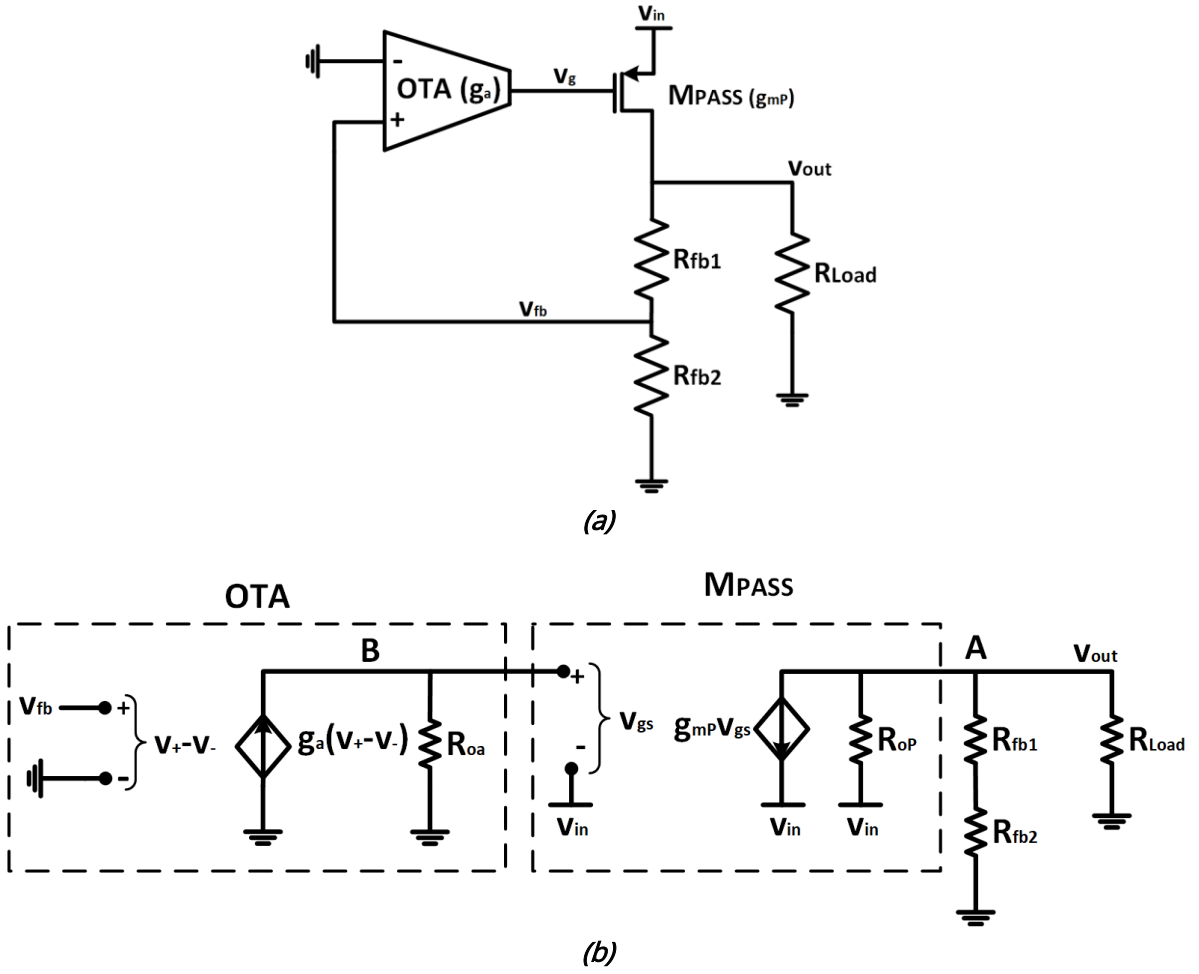 Vin
-
OTA (ga)
Vg
MPASS (gmP)
+
Vout
Rfb1
RLoad
Vfb
Rfb2
(a)
OTA
MPASS
B
A
Vout
Vfb
+
V+-V-
-
ga(V+-V-)
Roa
+
Vgs
-
Vin
gmPVgs
RoP
Vin
Vin
Rfb1
RLoad
Rfb2
(b)